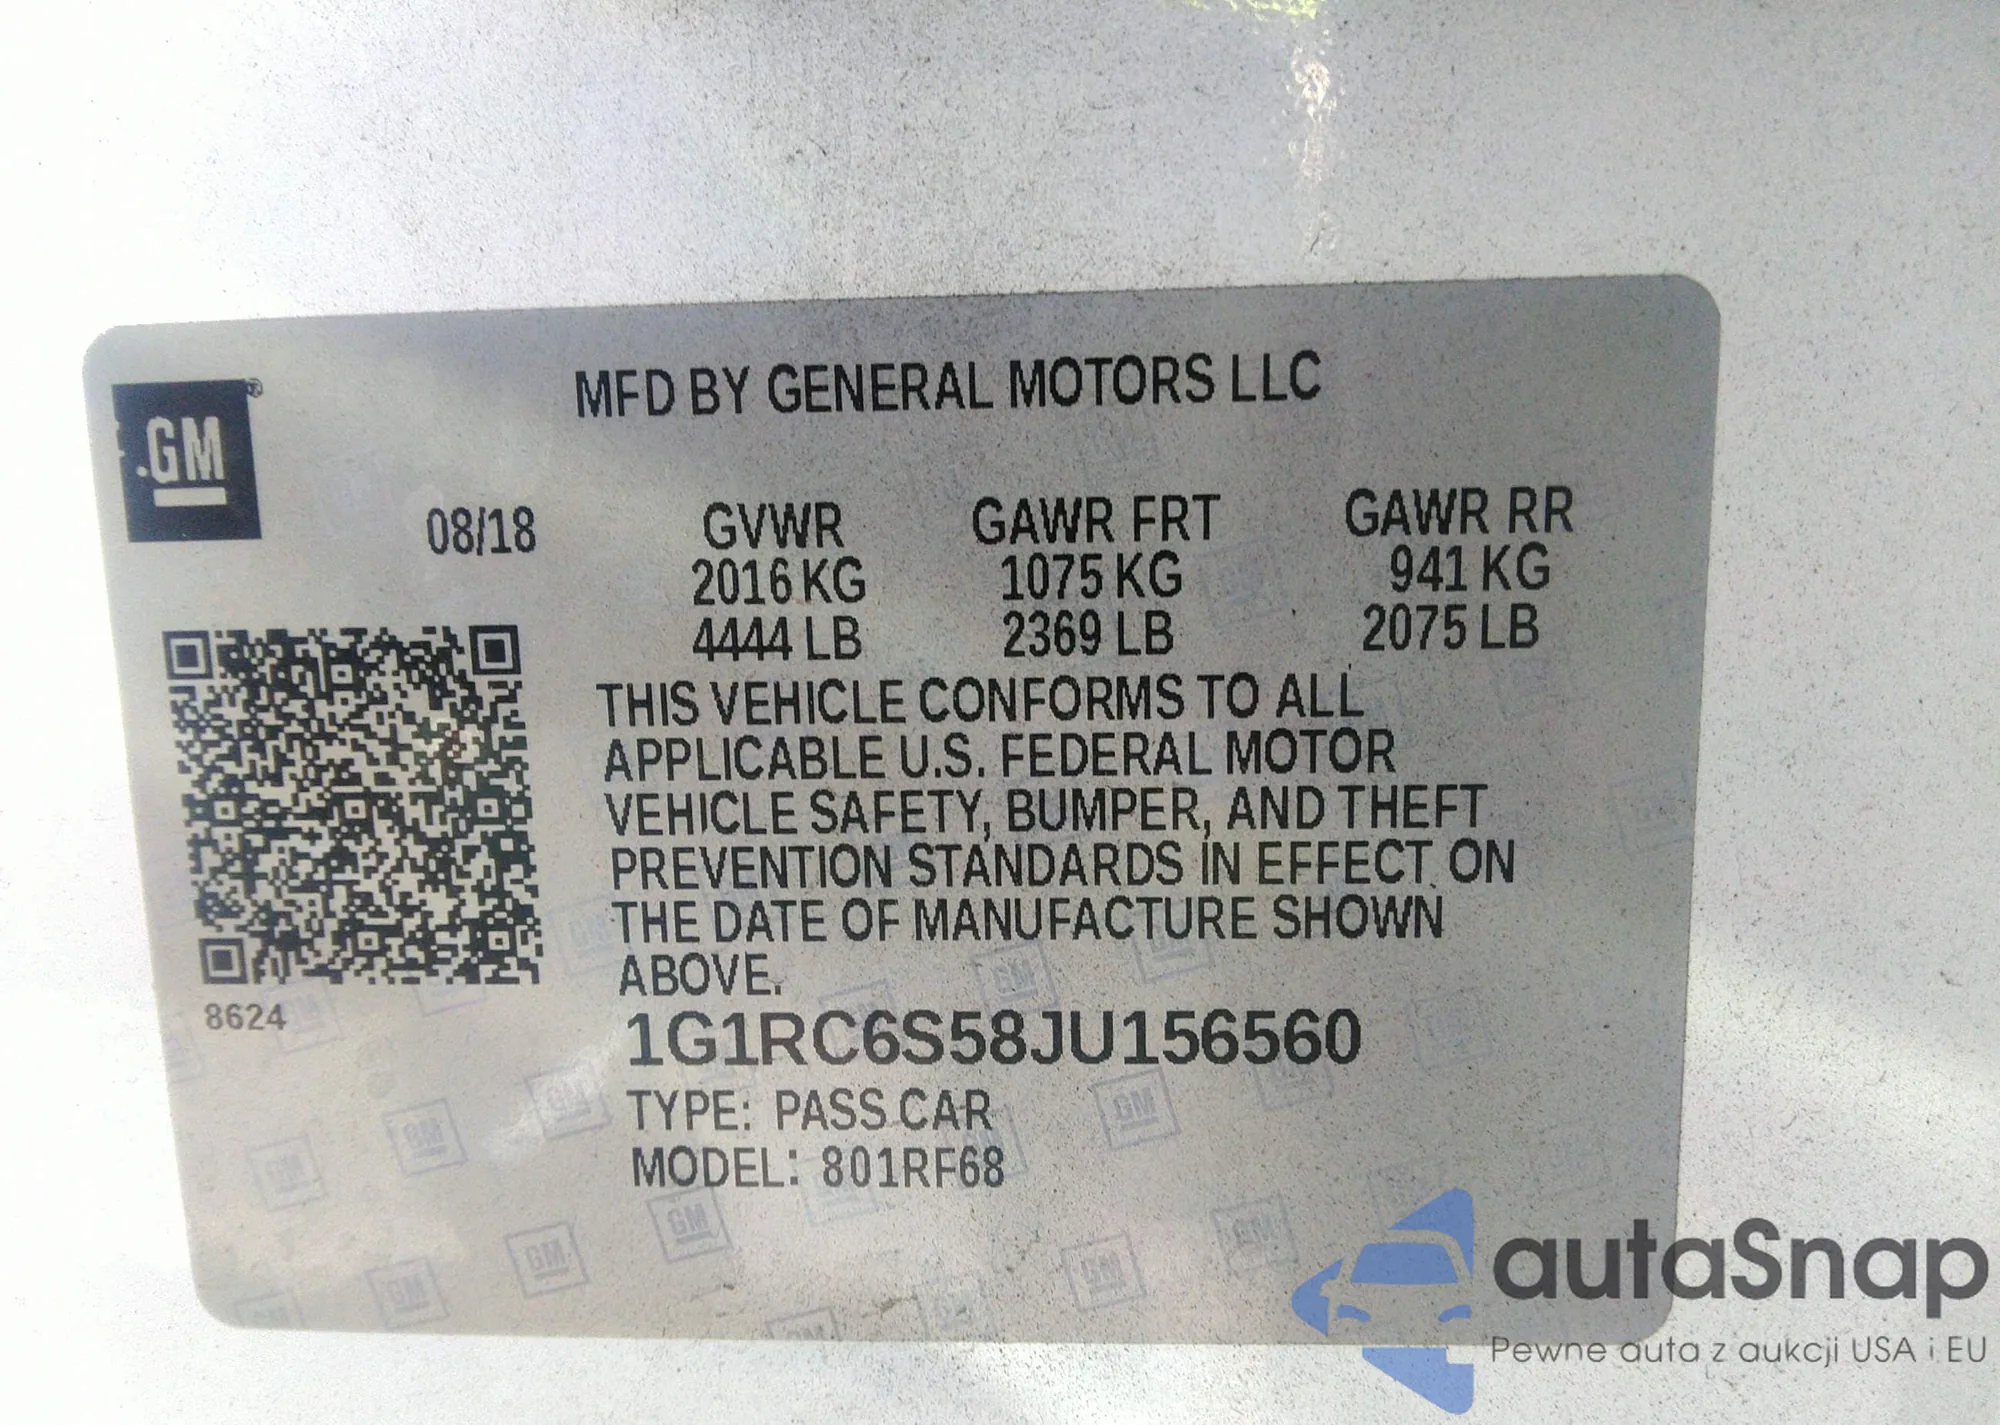 MFD BY GENERAL MOTORS LLC
GM
08/18 GVWR GAWR FRT GAWR RR
2016 KG 1075 KG 941 KG
4444 LB 2369 LB 2075 LB
THIS VEHICLE CONFORMS TO ALL
APPLICABLE U.S. FEDERAL MOTOR
VEHICLE SAFETY, BUMPER, AND THEFT
PREVENTION STANDARDS IN EFFECT ON
THE DATE OF MANUFACTURE SHOWN
ABOVE.
8624
1G1RC6S58JU156560
TYPE: PASS CAR
MODEL: 801RF68
autaSnap
Pewne auta z aukcji USA i EU